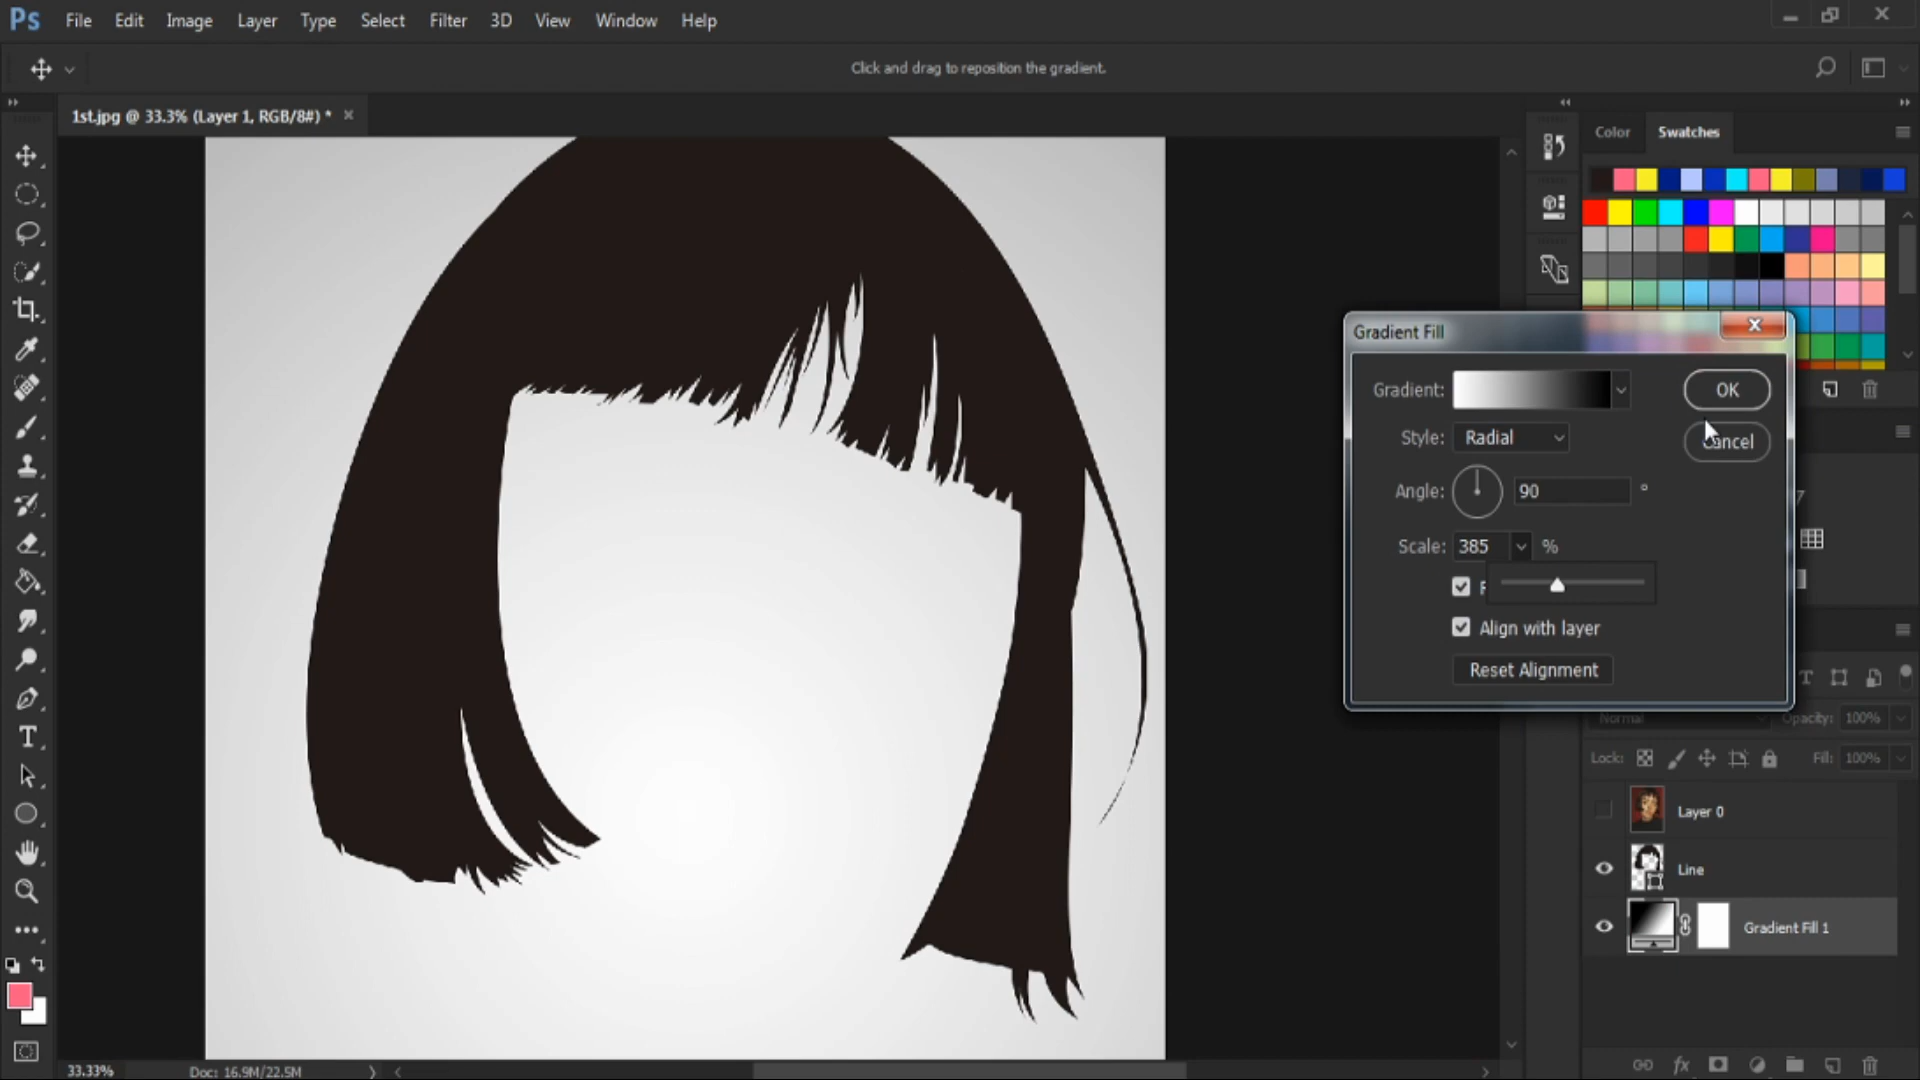 Ps File Edit Image Layer Type Select Filter 3D View Window Help
Click and drag to reposition the gradient.
1st.jpg @ 33.3% (Layer 1, RGB/8#) *
Color Swatches
Gradient Fill
Gradient: OK
Style: Radial Cancel
Angle: 90 °
Scale: 385 %
Align with layer
Reset Alignment
Normal Opacity: 100%
Lock: Fill: 100%
Layer 0
Line
Gradient Fill 1
33.33% Doc: 16.9M/22.5M